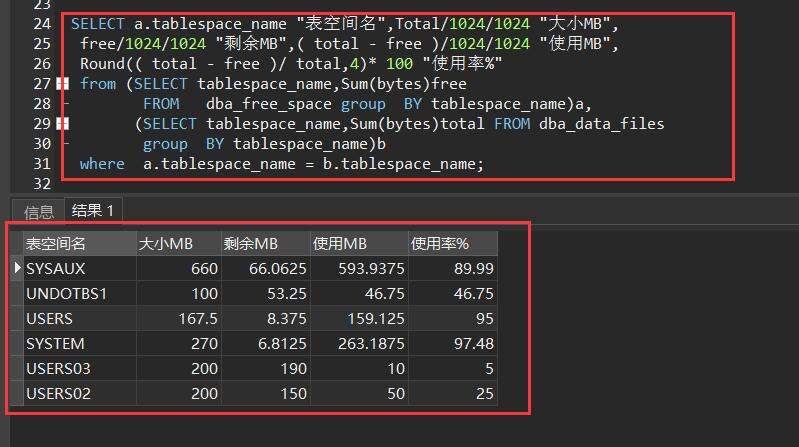 23
24 SELECT a.tablespace_name "表空间名",Total/1024/1024 "大小MB",
25 free/1024/1024 "剩余MB",( total - free )/1024/1024 "使用MB",
26 Round(( total - free )/ total,4)* 100 "使用率%"
27 from (SELECT tablespace_name,Sum(bytes)free
28 FROM dba_free_space group BY tablespace_name)a,
29 (SELECT tablespace_name,Sum(bytes)total FROM dba_data_files
30 group BY tablespace_name)b
31 where a.tablespace_name = b.tablespace_name;
32
信息 结果 1
表空间名 大小MB 剩余MB 使用MB 使用率%
SYSAUX 660 66.0625 593.9375 89.99
UNDOTBS1 100 53.25 46.75 46.75
USERS 167.5 8.375 159.125 95
SYSTEM 270 6.8125 263.1875 97.48
USERS03 200 190 10 5
USERS02 200 150 50 25